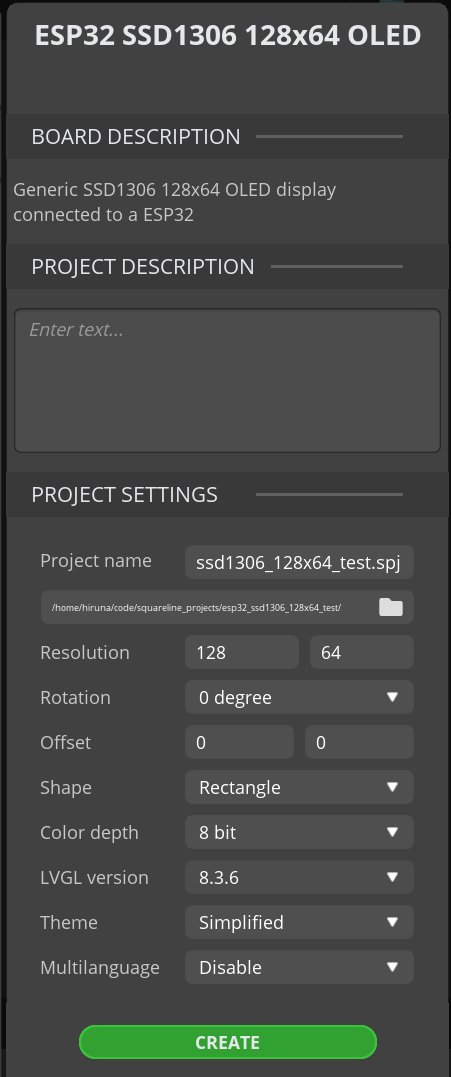 ESP32 SSD1306 128x64 OLED
BOARD DESCRIPTION
Generic SSD1306 128x64 OLED display
connected to a ESP32
PROJECT DESCRIPTION
Enter text...
PROJECT SETTINGS
Project name ssd1306_128x64_test.spj
/home/hiruna/code/squareline_projects/esp32_ssd1306_128x64_test/
Resolution 128 64
Rotation 0 degree
Offset 0 0
Shape Rectangle
Color depth 8 bit
LVGL version 8.3.6
Theme Simplified
Multilanguage Disable
CREATE